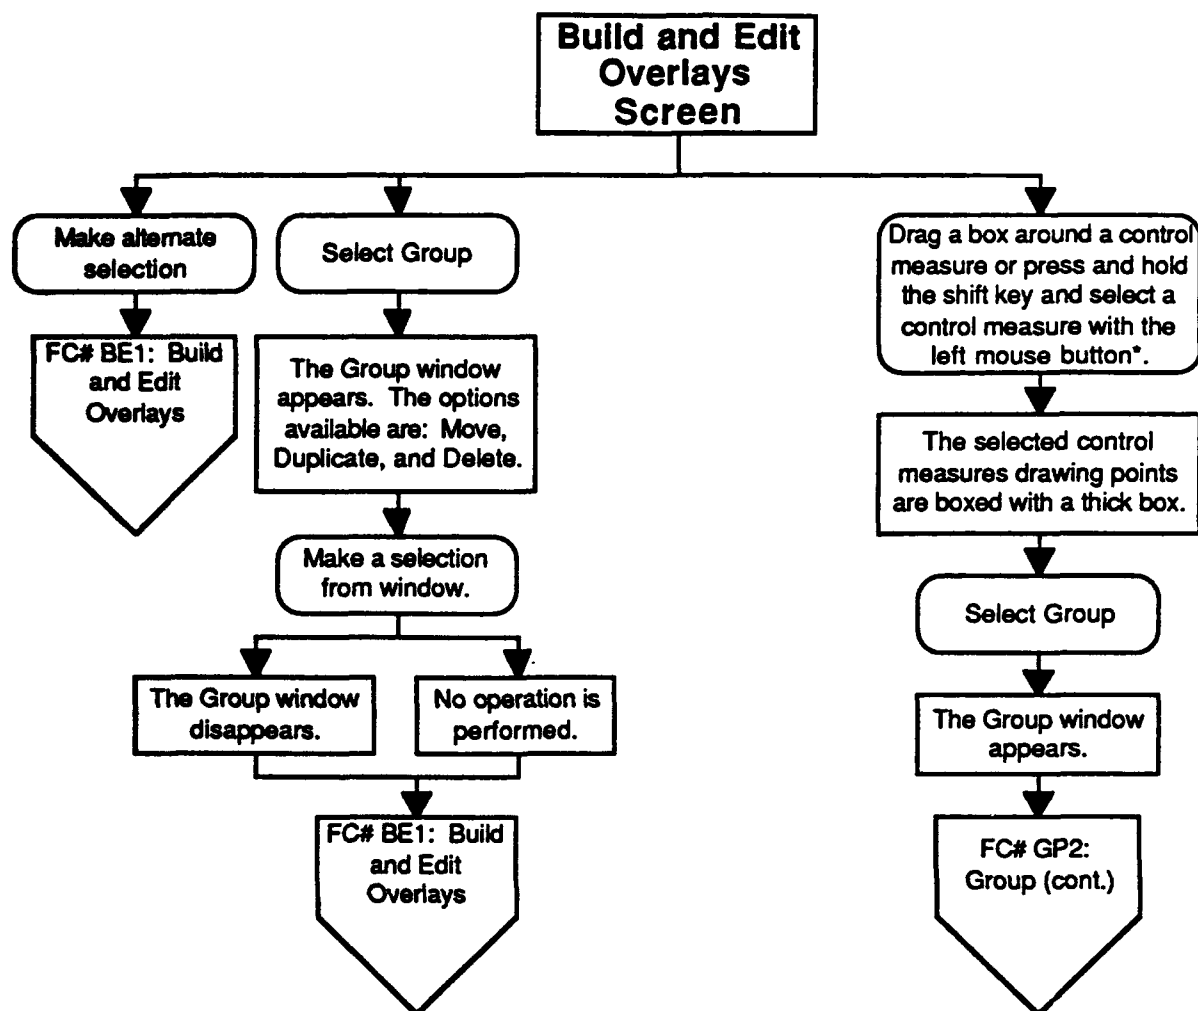 Build and Edit
Overlays
Screen
Make alternate
selection
FC# BE1: Build
and Edit
Overlays
Select Group
The Group window
appears. The options
available are: Move,
Duplicate, and Delete.
Make a selection
from window.
The Group window
disappears.
No operation is
performed.
FC# BE1: Build
and Edit
Overlays
Drag a box around a control
measure or press and hold
the shift key and select a
control measure with the
left mouse button*.
The selected control
measures drawing points
are boxed with a thick box.
Select Group
The Group window
appears.
FC# GP2:
Group (cont.)